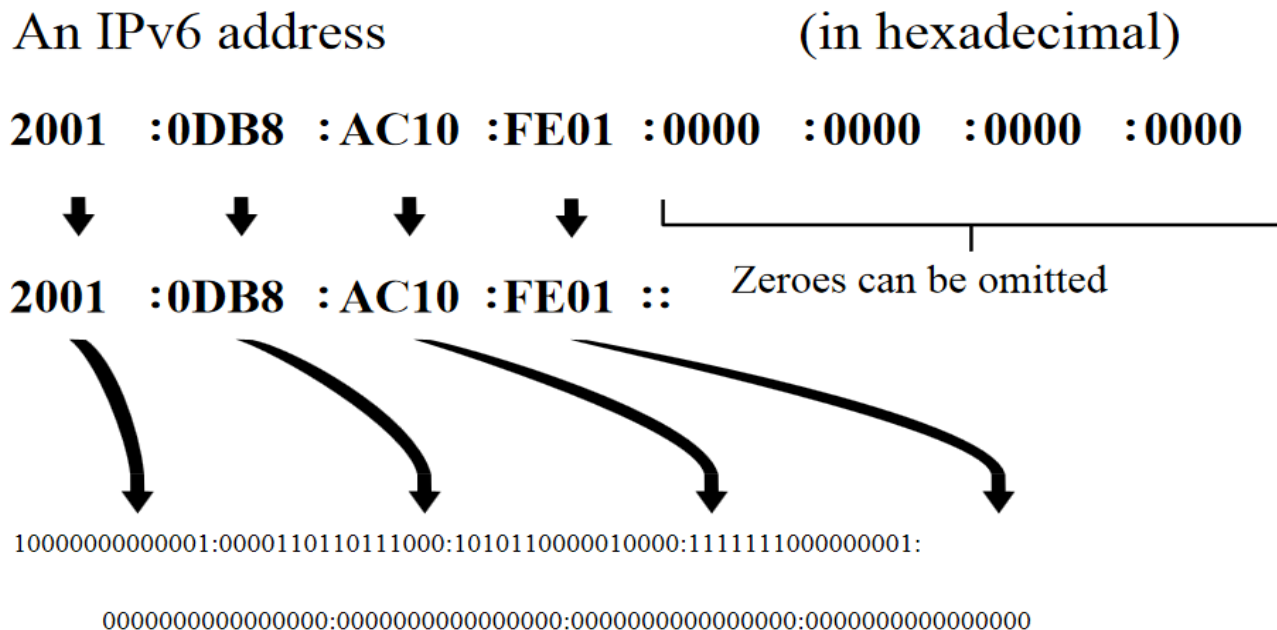 An IPv6 address (in hexadecimal)
2001 :0DB8 : AC10 :FE01 :0000 :0000 :0000 :0000
Zeroes can be omitted
2001 :0DB8 : AC10 :FE01 ::
10000000000001:0000110110111000:1010110000010000:1111111000000001:
0000000000000000:0000000000000000:0000000000000000:0000000000000000